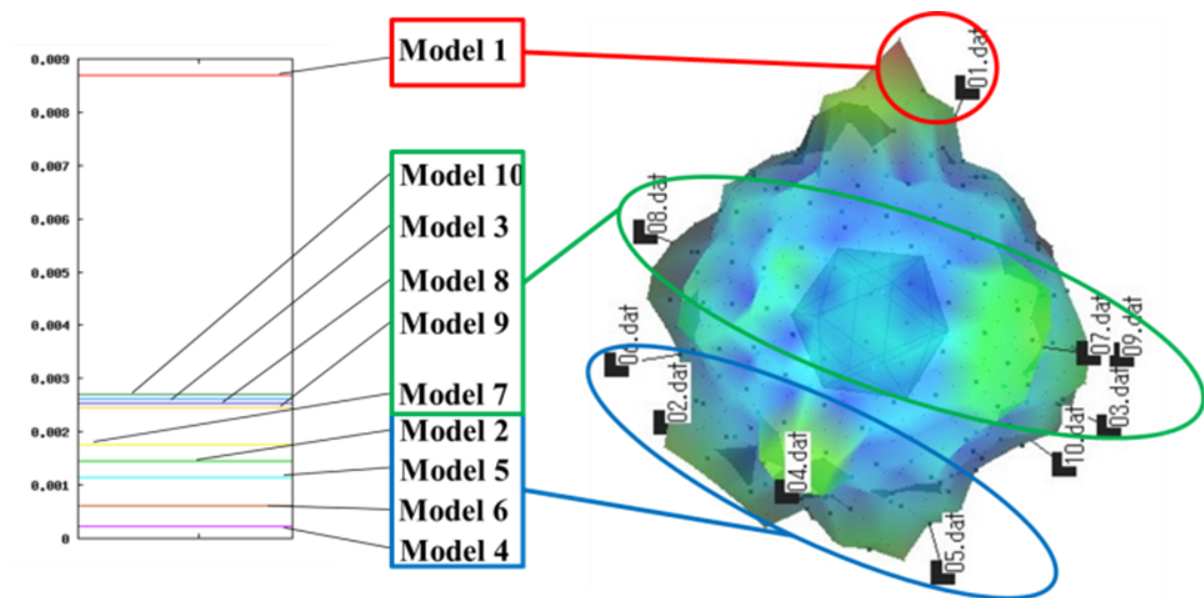 0.009
0.008
0.007
0.006
0.005
0.004
0.003
0.002
0.001
0
Model 1
Model 10
Model 3
Model 8
Model 9
Model 7
Model 2
Model 5
Model 6
Model 4
01.dat
08.dat
06.dat
02.dat
04.dat
07.dat
09.dat
03.dat
10.dat
05.dat